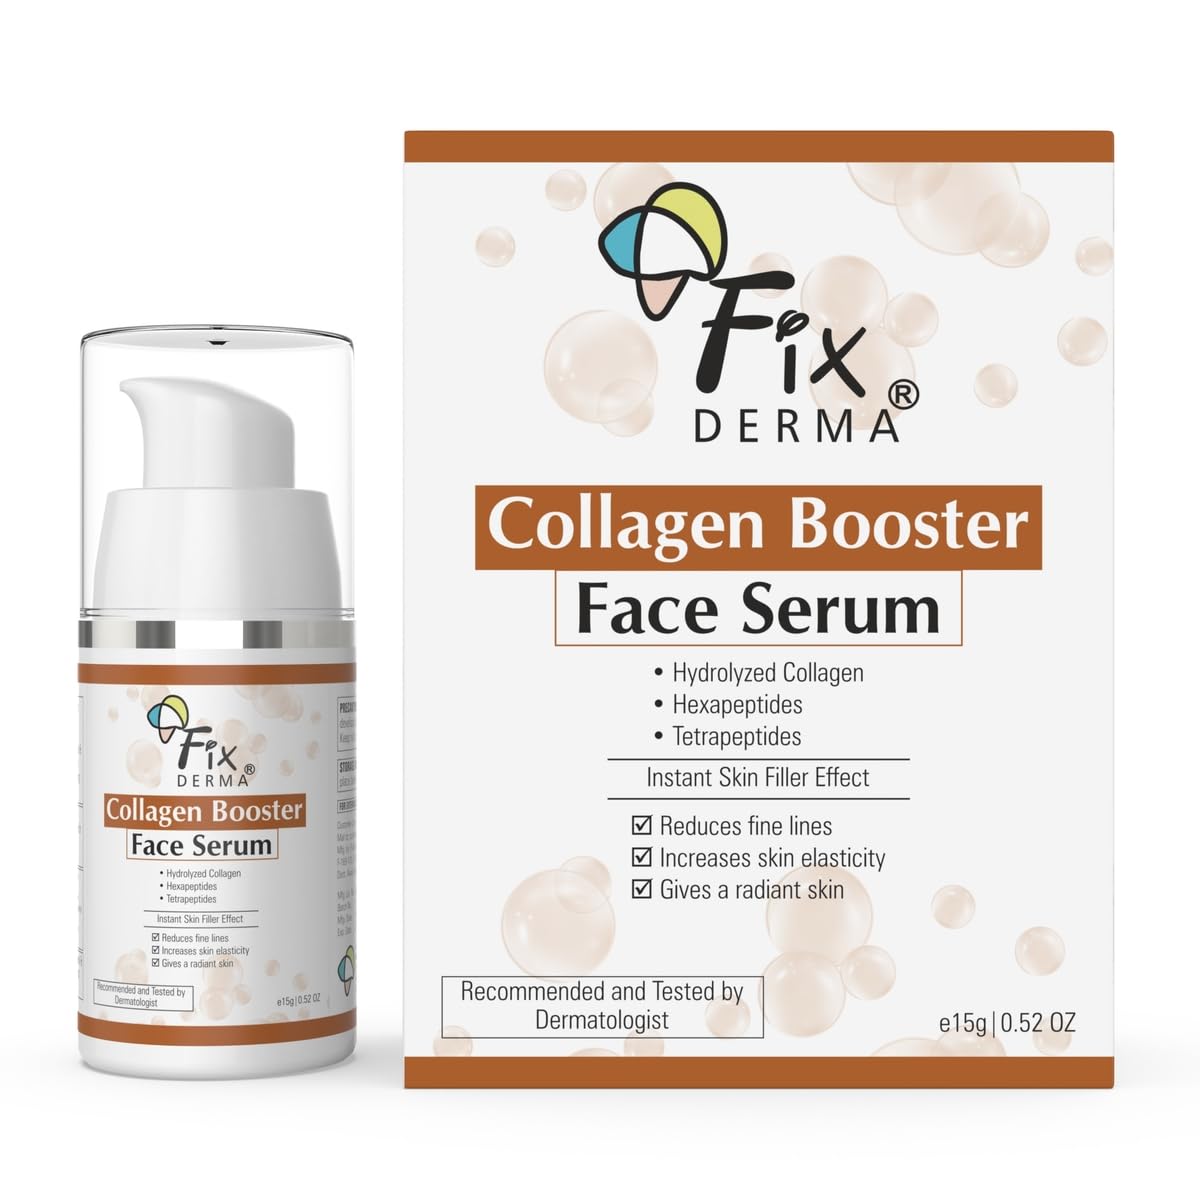 Fix
DERMA®
Collagen Booster
Face Serum
• Hydrolyzed Collagen
• Hexapeptides
• Tetrapeptides
Instant Skin Filler Effect
☑ Reduces fine lines
☑ Increases skin elasticity
☑ Gives a radiant skin
Recommended and Tested by
Dermatologist
e15g | 0.52 OZ
Fix
DERMA®
Collagen Booster
Face Serum
• Hydrolyzed Collagen
• Hexapeptides
• Tetrapeptides
Instant Skin Filler Effect
☑ Reduces fine lines
☑ Increases skin elasticity
☑ Gives a radiant skin
Recommended and Tested by
Dermatologist
e15g | 0.52 OZ